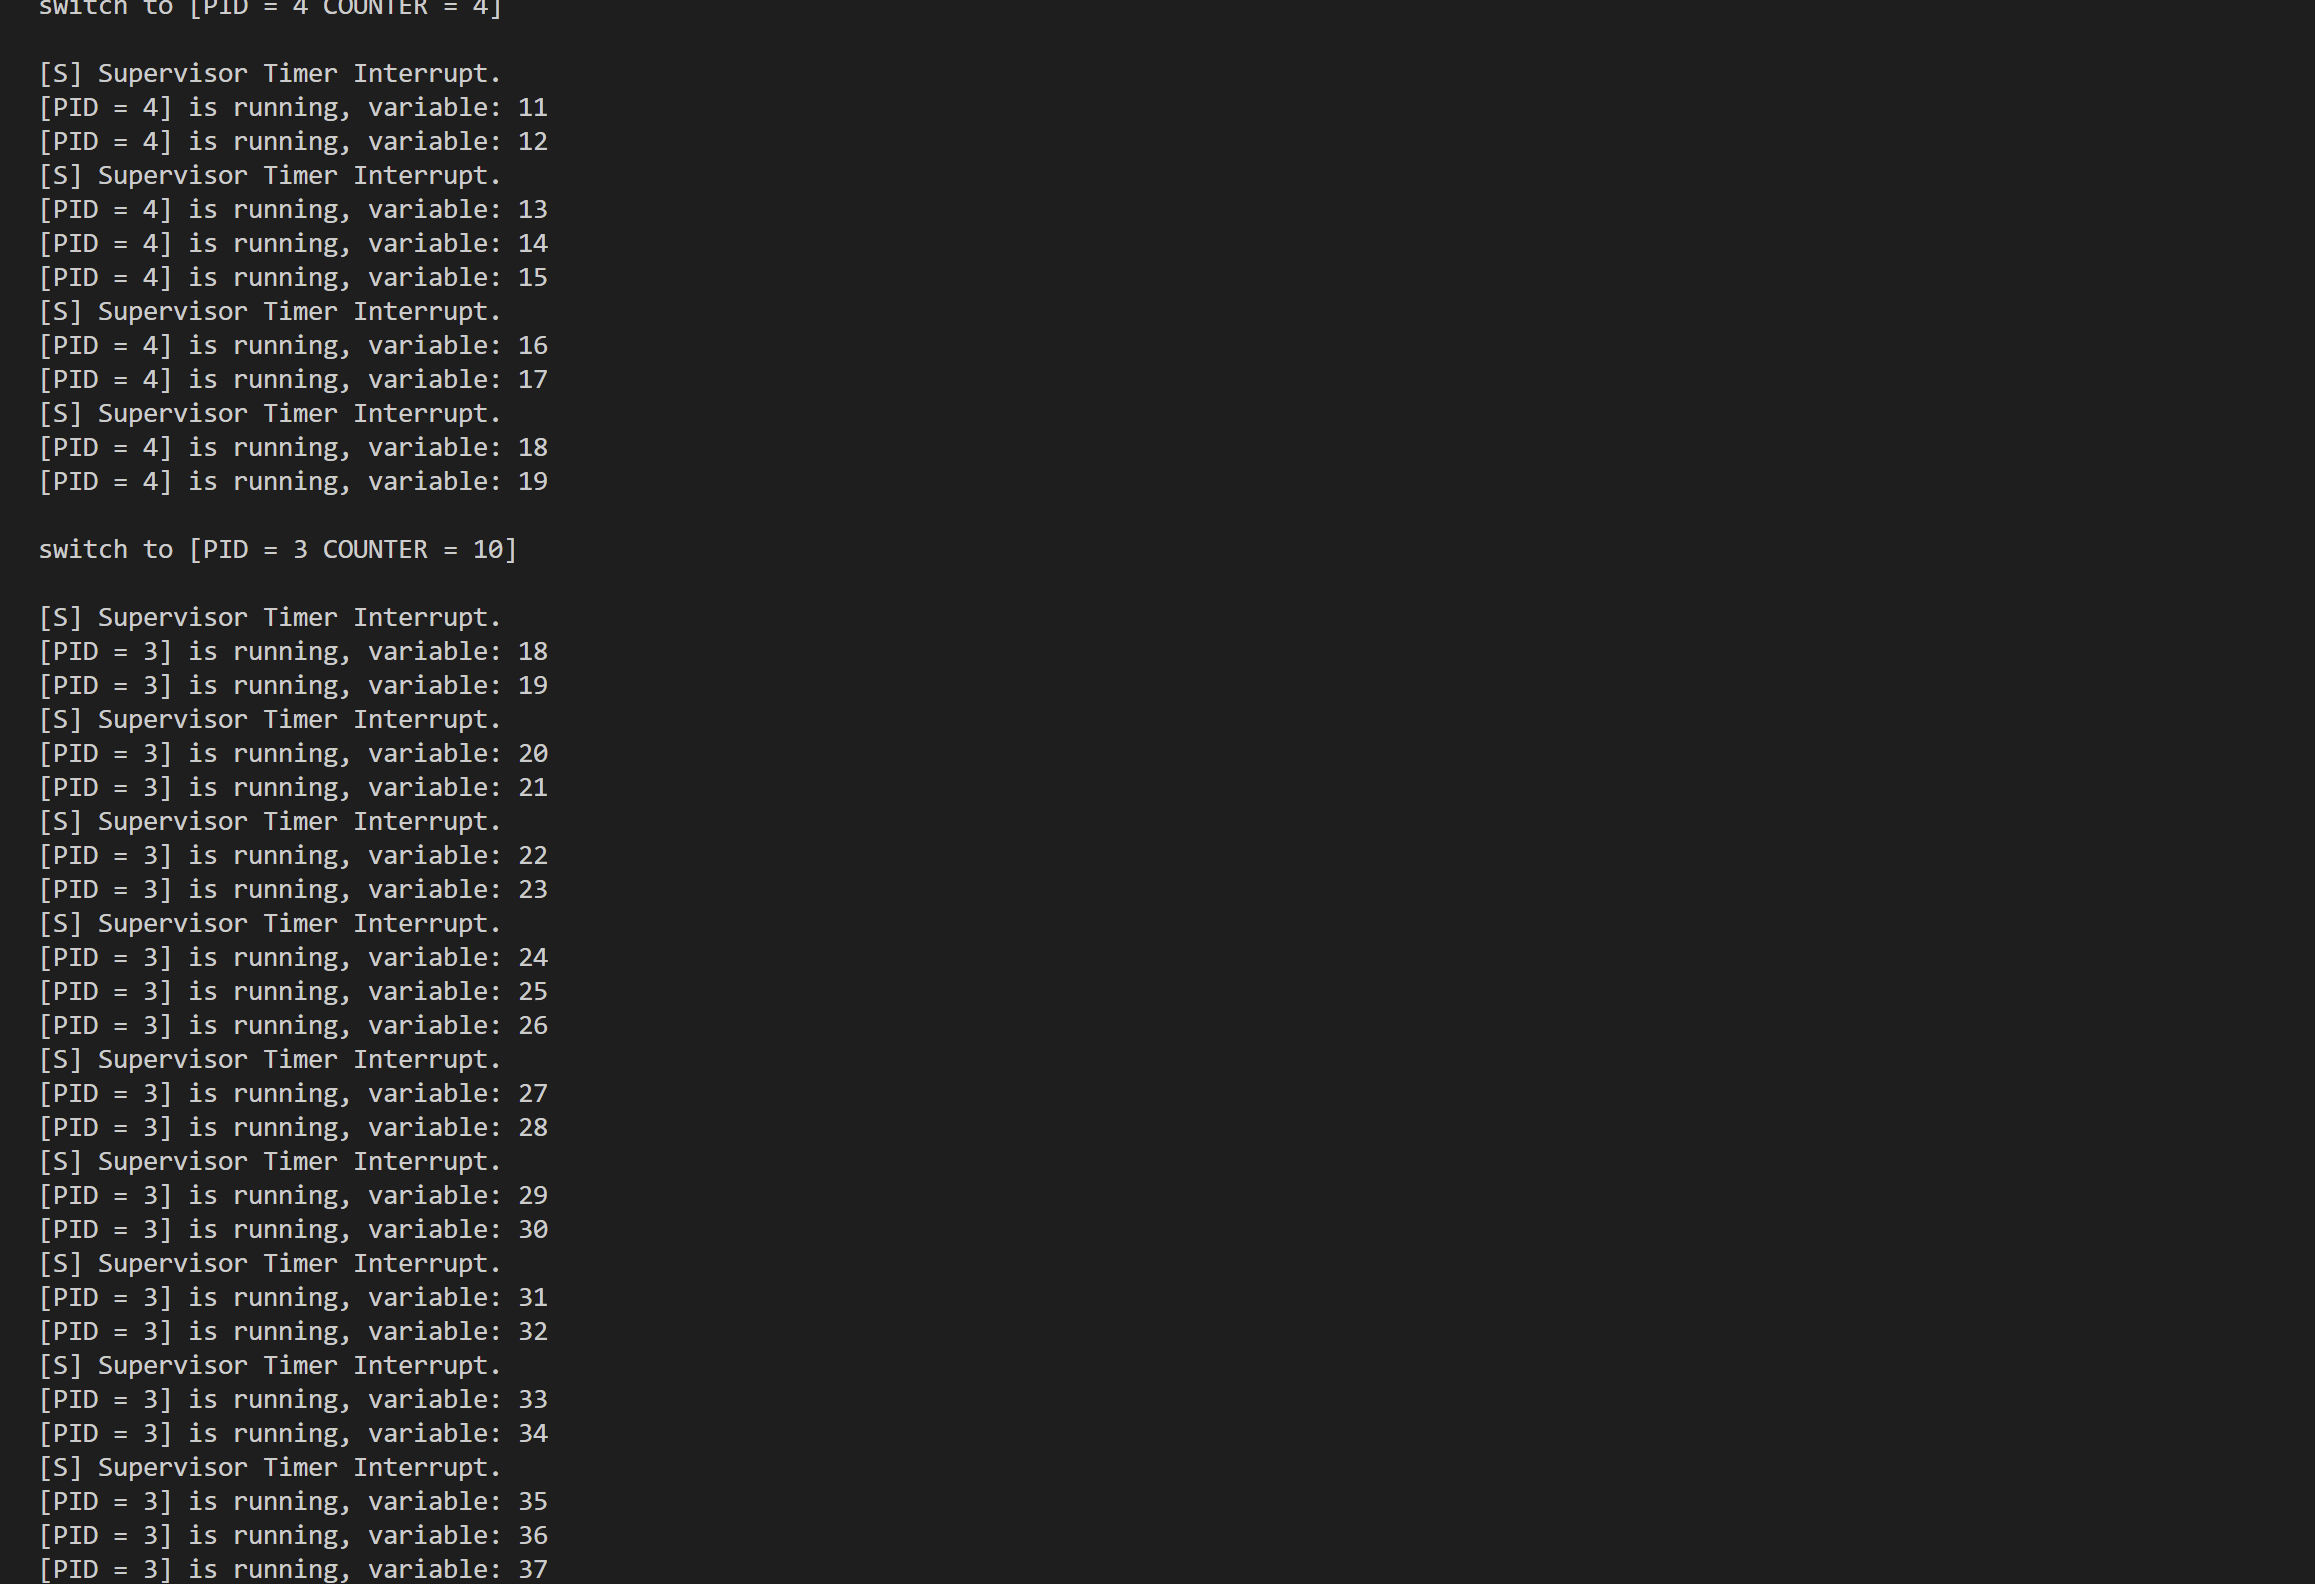 switch to [PID = 4 COUNTER = 4]
[S] Supervisor Timer Interrupt.
[PID = 4] is running, variable: 11
[PID = 4] is running, variable: 12
[S] Supervisor Timer Interrupt.
[PID = 4] is running, variable: 13
[PID = 4] is running, variable: 14
[PID = 4] is running, variable: 15
[S] Supervisor Timer Interrupt.
[PID = 4] is running, variable: 16
[PID = 4] is running, variable: 17
[S] Supervisor Timer Interrupt.
[PID = 4] is running, variable: 18
[PID = 4] is running, variable: 19
switch to [PID = 3 COUNTER = 10]
[S] Supervisor Timer Interrupt.
[PID = 3] is running, variable: 18
[PID = 3] is running, variable: 19
[S] Supervisor Timer Interrupt.
[PID = 3] is running, variable: 20
[PID = 3] is running, variable: 21
[S] Supervisor Timer Interrupt.
[PID = 3] is running, variable: 22
[PID = 3] is running, variable: 23
[S] Supervisor Timer Interrupt.
[PID = 3] is running, variable: 24
[PID = 3] is running, variable: 25
[PID = 3] is running, variable: 26
[S] Supervisor Timer Interrupt.
[PID = 3] is running, variable: 27
[PID = 3] is running, variable: 28
[S] Supervisor Timer Interrupt.
[PID = 3] is running, variable: 29
[PID = 3] is running, variable: 30
[S] Supervisor Timer Interrupt.
[PID = 3] is running, variable: 31
[PID = 3] is running, variable: 32
[S] Supervisor Timer Interrupt.
[PID = 3] is running, variable: 33
[PID = 3] is running, variable: 34
[S] Supervisor Timer Interrupt.
[PID = 3] is running, variable: 35
[PID = 3] is running, variable: 36
[PID = 3] is running, variable: 37